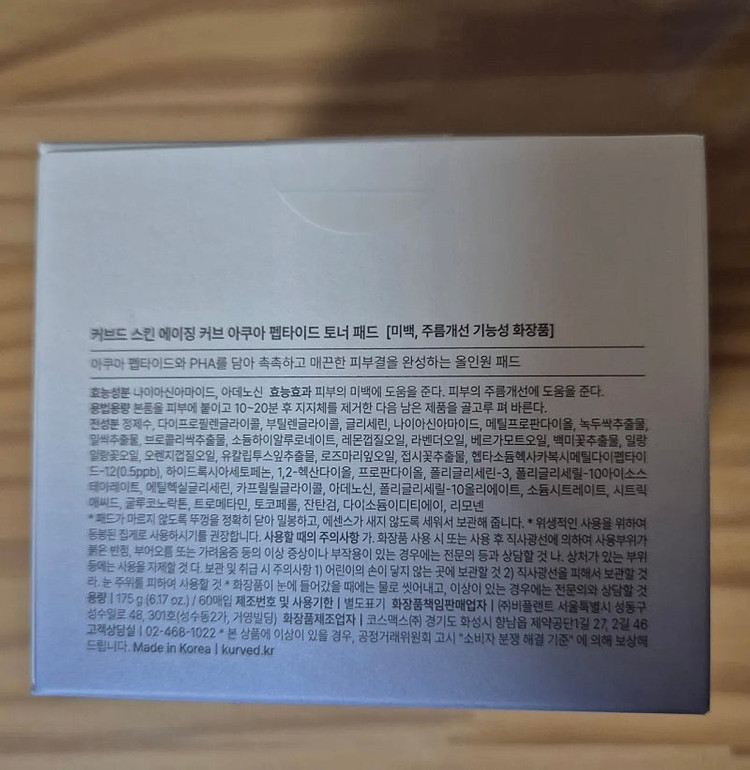 커브드 스킨 에이징 커브 아쿠아 펩타이드 토너 패드 [미백, 주름개선 기능성 화장품]
아쿠아 펩타이드와 PHA를 담아 촉촉하고 매끈한 피부결을 완성하는 올인원 패드
효능성분 나이아신아마이드, 아데노신 효능효과 피부의 미백에 도움을 준다. 피부의 주름개선에 도움을 준다.
용법용량 본품을 피부에 붙이고 10~20분 후 지지체를 제거한 다음 남은 제품을 골고루 펴 바른다.
전성분 정제수, 다이프로필렌글라이콜, 부틸렌글라이콜, 글리세린, 나이아신아마이드, 메틸프로판다이올, 녹두싹추출물,
밀싹추출물, 브로콜리싹추출물, 소듐하이알루로네이트, 레몬껍질오일, 라벤더오일, 베르가모트오일, 백미꽃추출물, 일랑
일랑꽃오일, 오렌지껍질오일, 유칼립투스잎추출물, 로즈마리잎오일, 접시꽃추출물, 헵타소듐헥사카복시메틸다이펩타이
드-12(0.5ppb), 하이드록시아세토페논, 1,2-헥산다이올, 프로판다이올, 폴리글리세린-3, 폴리글리세릴-10아이소스
테아레이트, 에틸헥실글리세린, 카프릴릴글라이콜, 아데노신, 폴리글리세릴-10올리에이트, 소듐시트레이트, 시트릭
애씨드, 글루코노락톤, 트로메타민, 토코페롤, 잔탄검, 다이소듐이디티에이, 리모넨
* 패드가 마르지 않도록 뚜껑을 정확히 닫아 밀봉하고, 에센스가 새지 않도록 세워서 보관해 줍니다. * 위생적인 사용을 위하여
동봉된 집게로 사용하시기를 권장합니다. 사용할 때의 주의사항 가. 화장품 사용 시 또는 사용 후 직사광선에 의하여 사용부위가
붉은 반점, 부어오름 또는 가려움증 등의 이상 증상이나 부작용이 있는 경우에는 전문의 등과 상담할 것 나. 상처가 있는 부위
등에는 사용을 자제할 것 다. 보관 및 취급 시 주의사항 1) 어린이의 손이 닿지 않는 곳에 보관할 것 2) 직사광선을 피해서 보관할 것
라. 눈 주위를 피하여 사용할 것 * 화장품이 눈에 들어갔을 때에는 물로 씻어내고, 이상이 있는 경우에는 전문의와 상담할 것
용량 | 175 g (6.17 oz.) / 60매입 제조번호 및 사용기한 | 별도표기 화장품책임판매업자 | ㈜비플랜트 서울특별시 성동구
성수일로 48, 301호(성수동2가, 거영빌딩) 화장품제조업자 | 코스맥스㈜ 경기도 화성시 향남읍 제약공단1길 27, 2길 46
고객상담실 | 02-468-1022 * 본 상품에 이상이 있을 경우, 공정거래위원회 고시 "소비자 분쟁 해결 기준"에 의해 보상해
드립니다. Made in Korea | kurved.kr